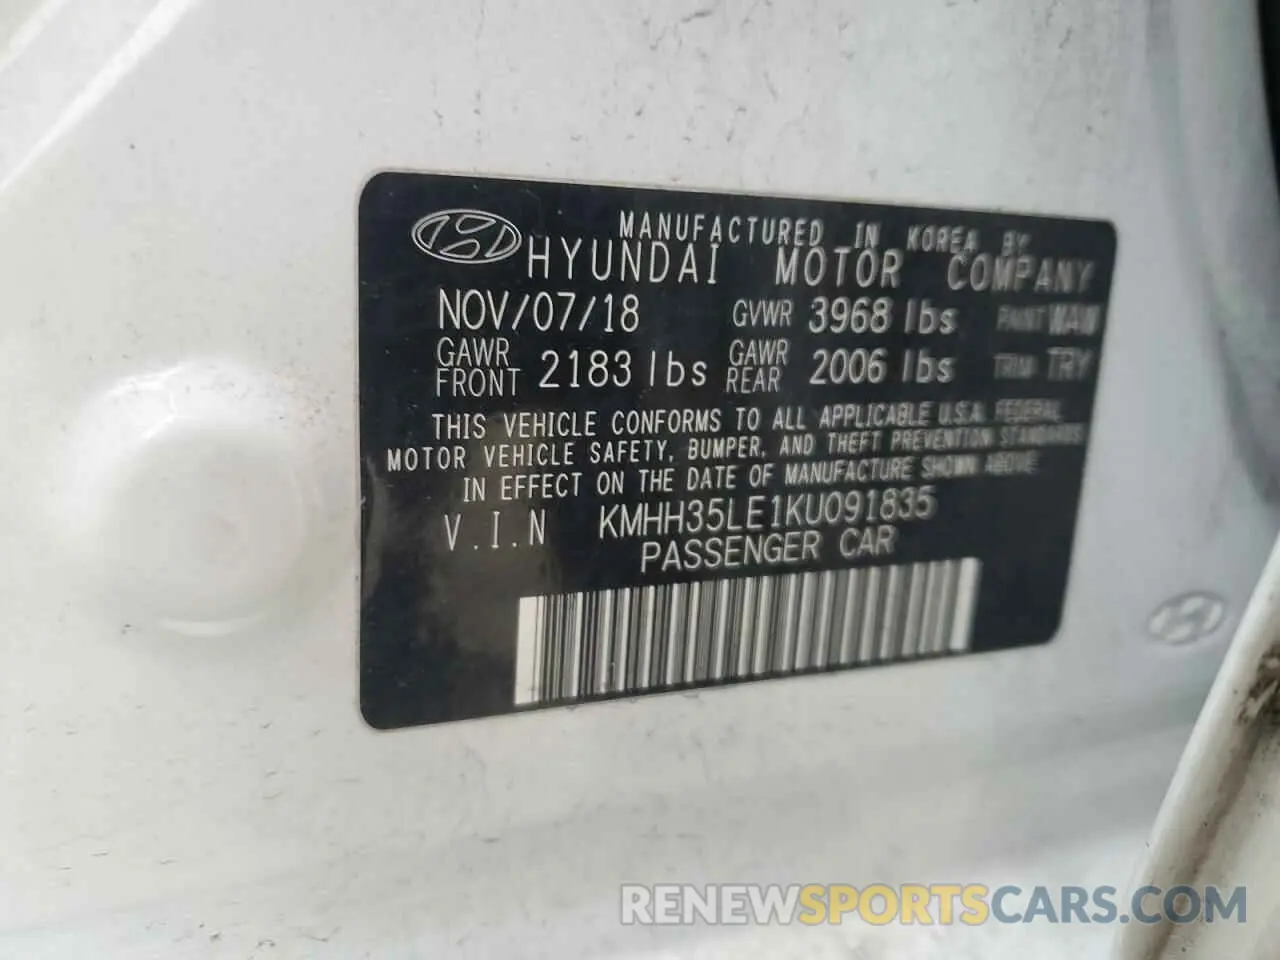 MANUFACTURED IN KOREA BY
HYUNDAI MOTOR COMPANY
NOV/07/18 GVWR 3968 lbs PAINT WAW
GAWR FRONT 2183 lbs GAWR REAR 2006 lbs TRIM TRY
THIS VEHICLE CONFORMS TO ALL APPLICABLE U.S.A. FEDERAL
MOTOR VEHICLE SAFETY, BUMPER, AND THEFT PREVENTION STANDARDS
IN EFFECT ON THE DATE OF MANUFACTURE SHOWN ABOVE
V.I.N KMHH35LE1KU091835
PASSENGER CAR
RENEWSPORTSCARS.COM